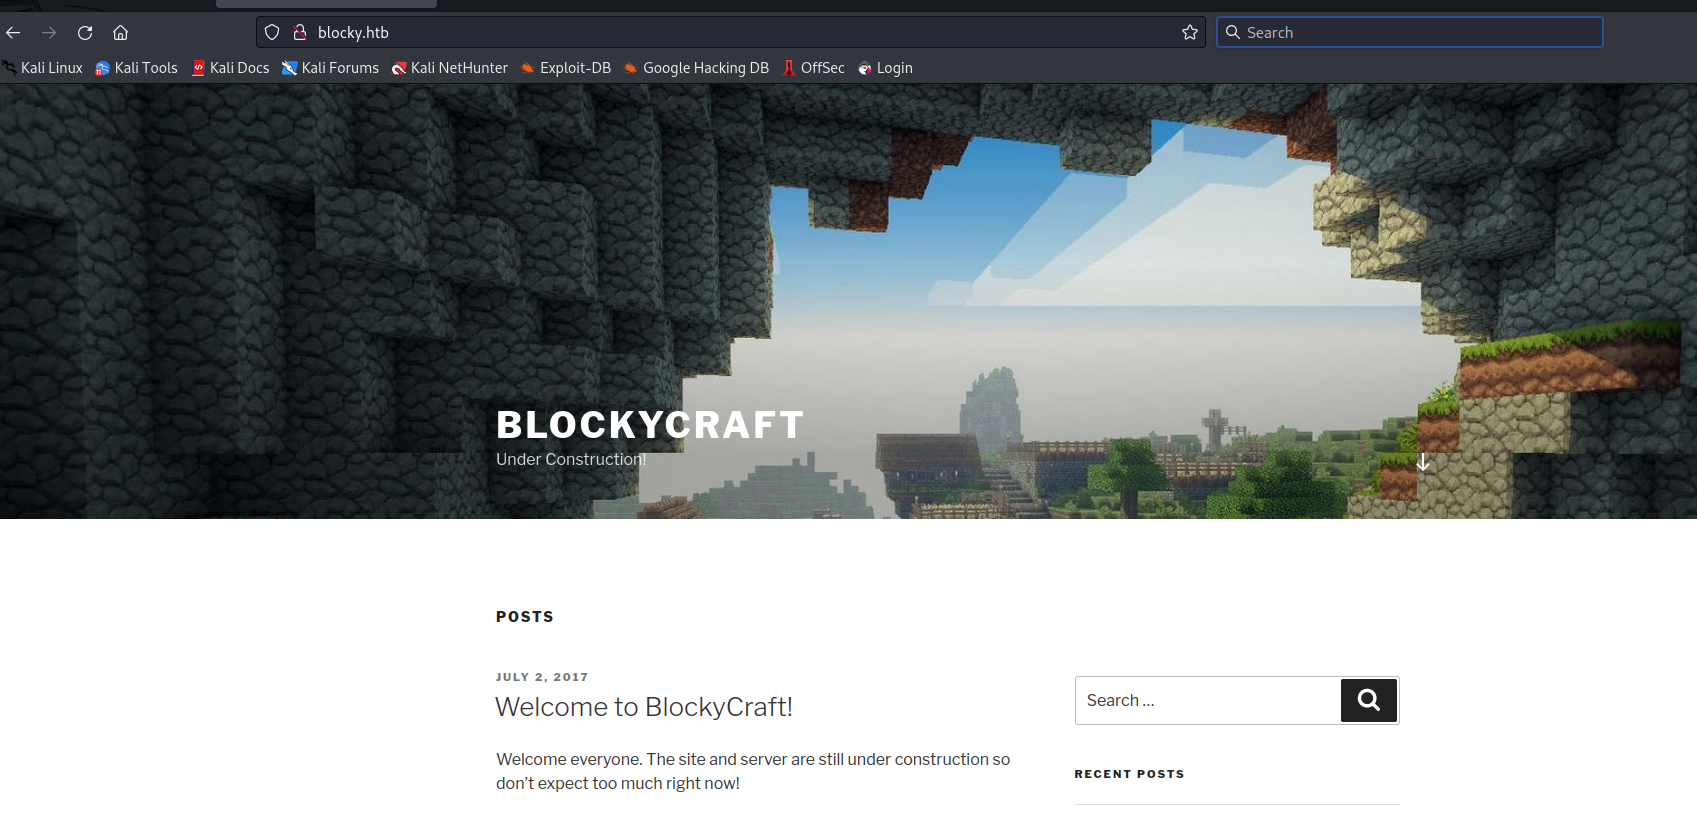 blocky.htb
Search
Kali Linux Kali Tools Kali Docs Kali Forums Kali NetHunter Exploit-DB Google Hacking DB OffSec Login
BLOCKYCRAFT
Under Construction!
POSTS
JULY 2, 2017
Welcome to BlockyCraft!
Welcome everyone. The site and server are still under construction so
don’t expect too much right now!
Search …
RECENT POSTS